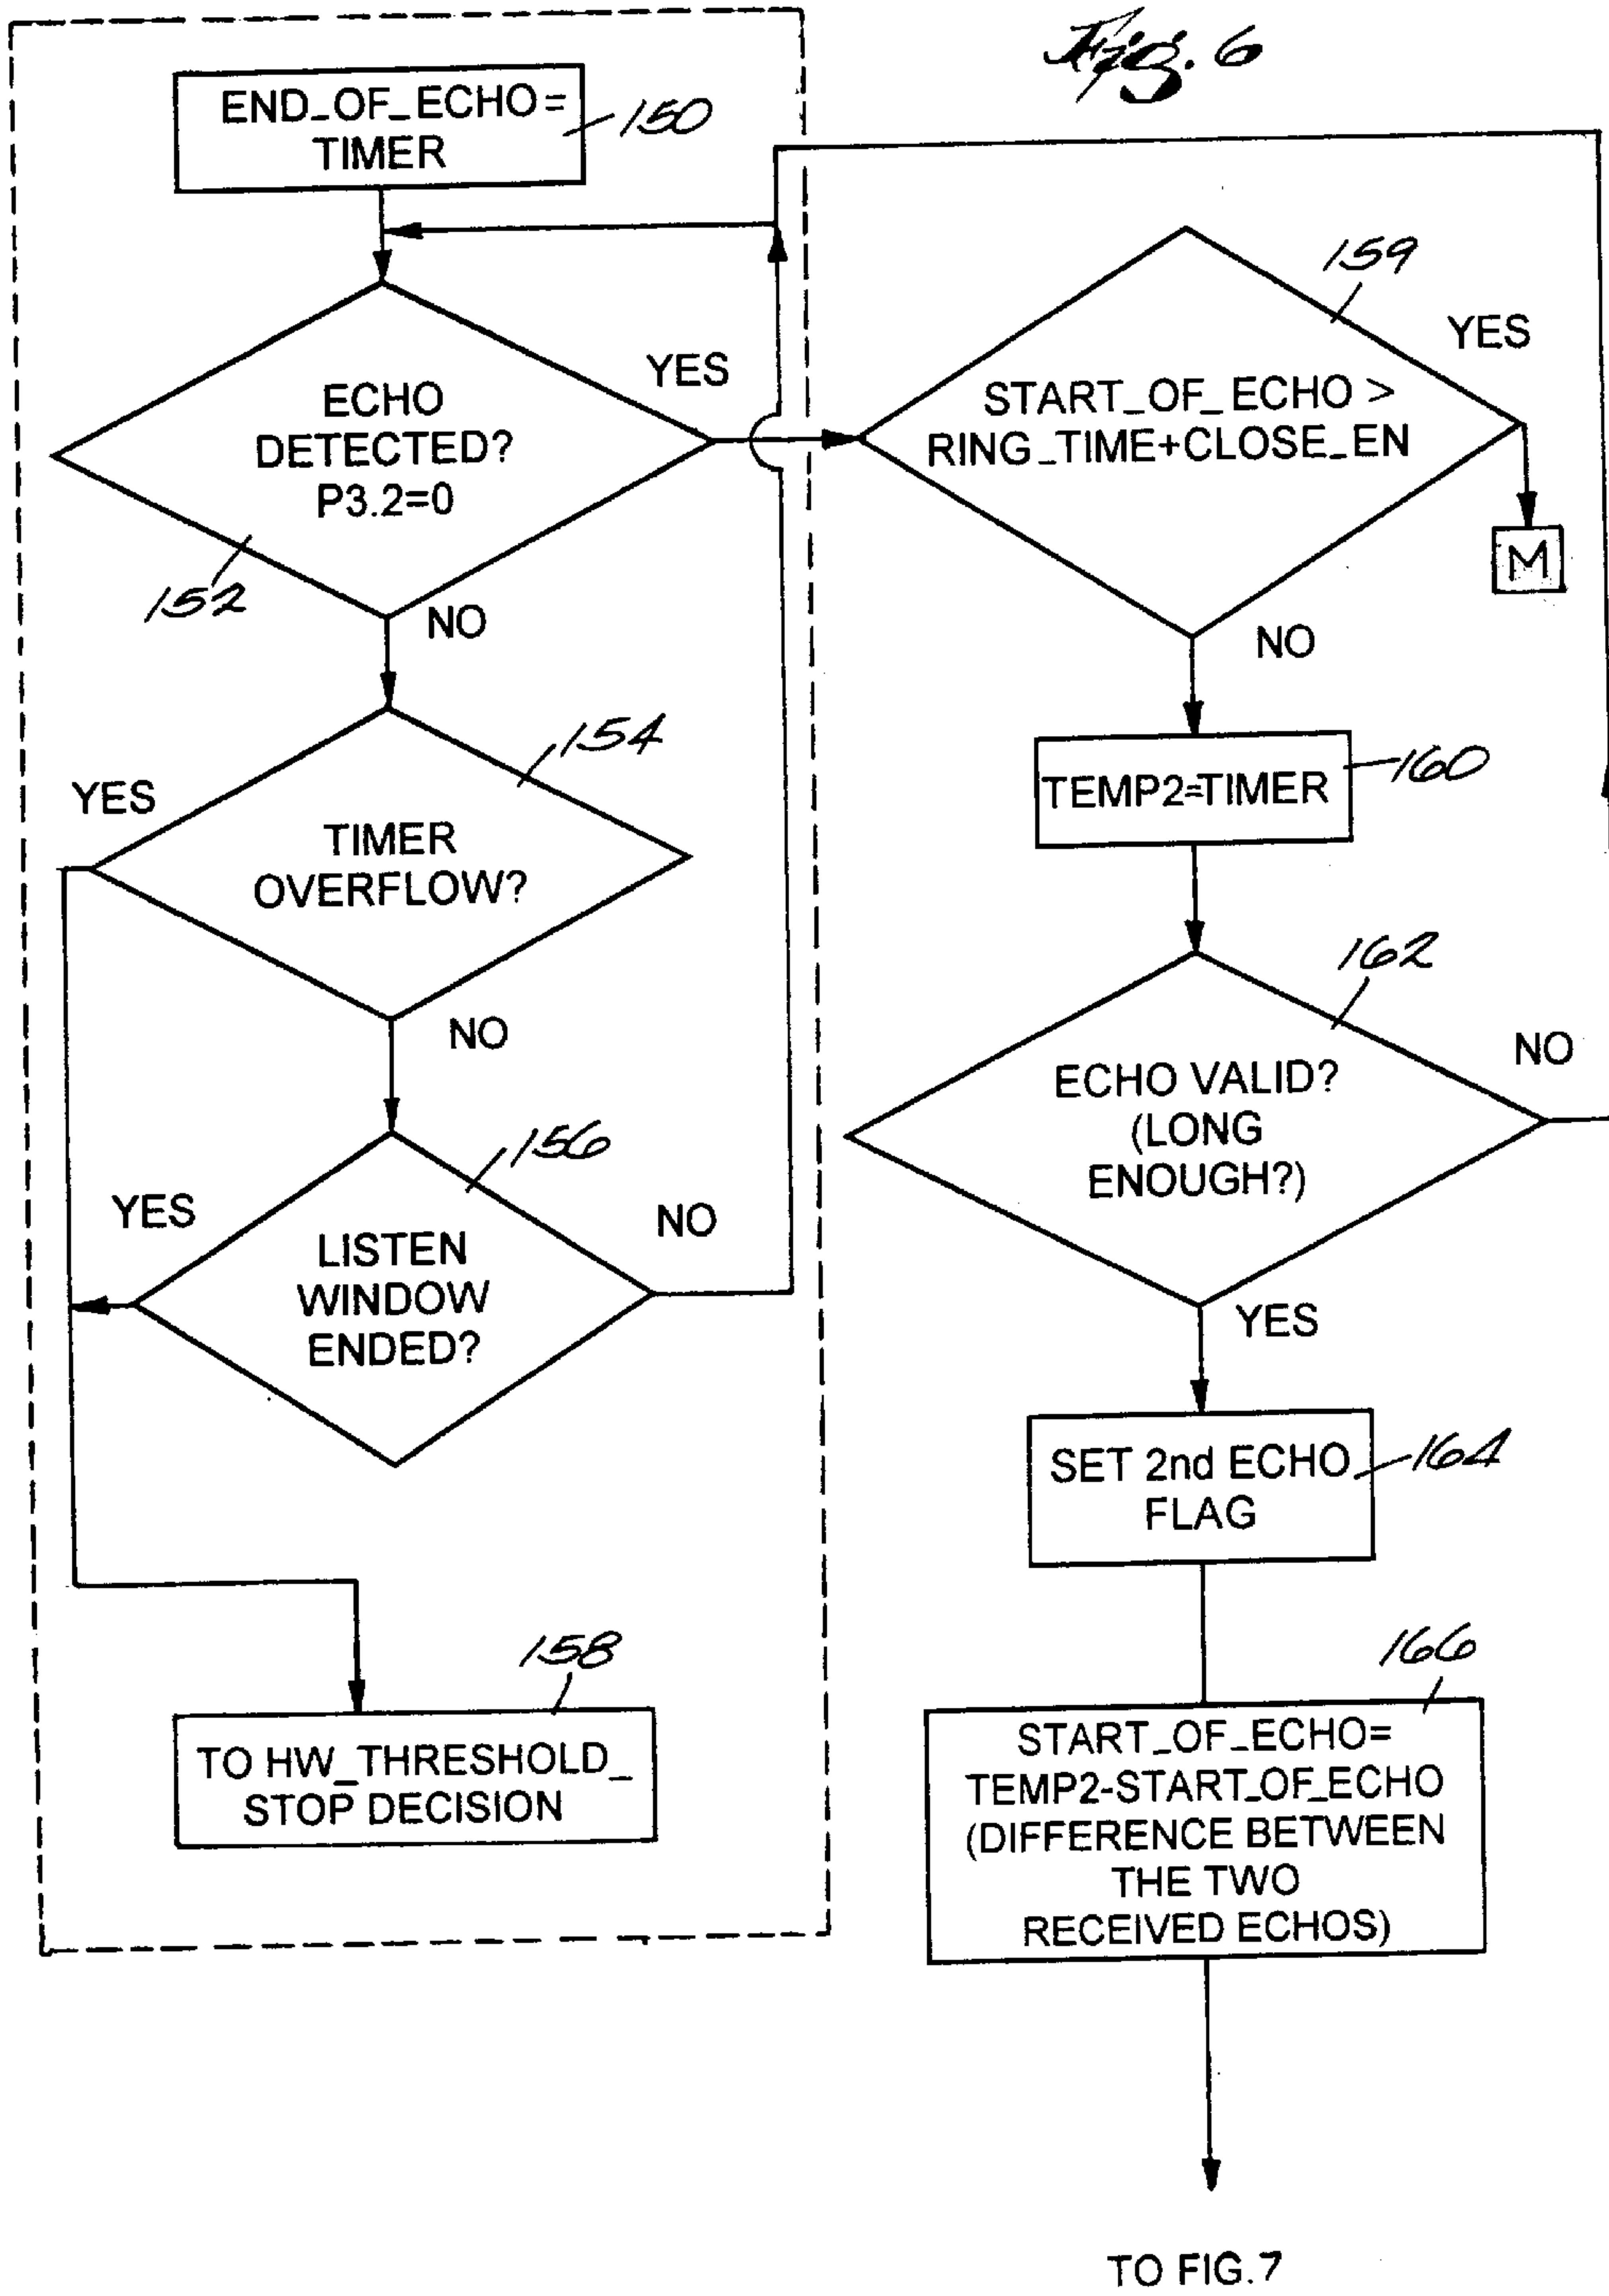 Fig. 6
END_OF_ECHO=
TIMER
150
ECHO
DETECTED?
P3.2=0
YES
152
NO
154
YES
TIMER
OVERFLOW?
NO
156
YES
LISTEN
WINDOW
ENDED?
NO
158
TO HW_THRESHOLD_
STOP DECISION
159
YES
START_OF_ECHO >
RING_TIME+CLOSE_EN
M
NO
TEMP2=TIMER
160
162
NO
ECHO VALID?
(LONG
ENOUGH?)
YES
SET 2nd ECHO
FLAG
164
166
START_OF_ECHO=
TEMP2-START_OF_ECHO
(DIFFERENCE BETWEEN
THE TWO
RECEIVED ECHOS)
TO FIG.7